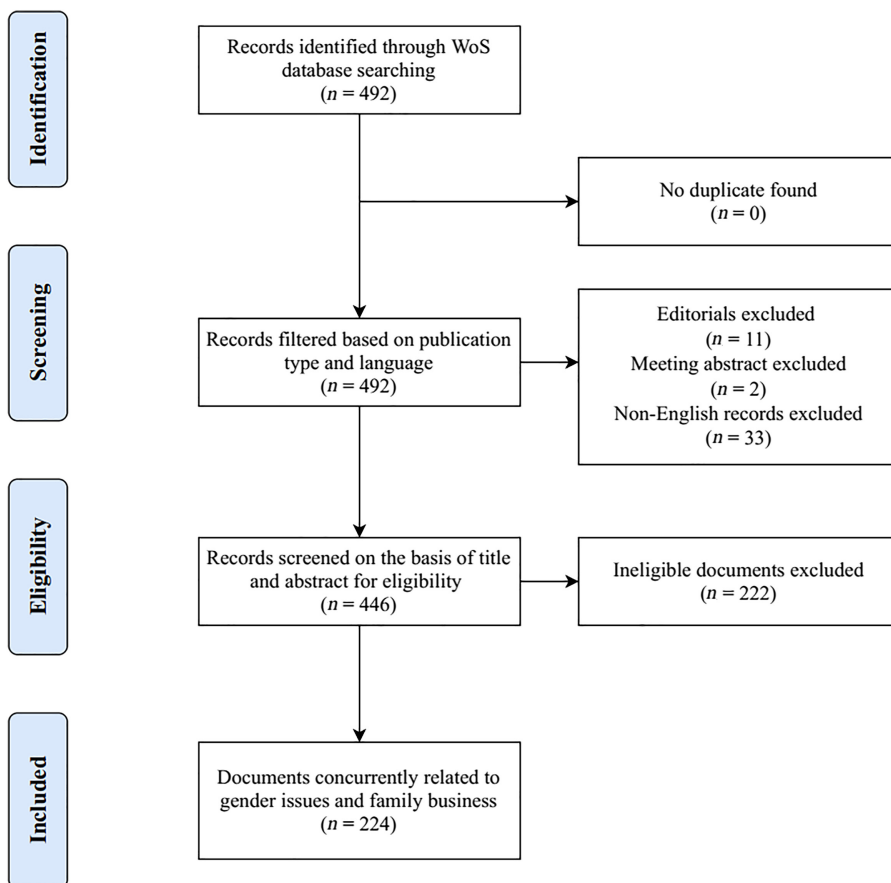 Identification
Records identified through WoS
database searching
(n = 492)
No duplicate found
(n = 0)
Screening
Records filtered based on publication
type and language
(n = 492)
Editorials excluded
(n = 11)
Meeting abstract excluded
(n = 2)
Non-English records excluded
(n = 33)
Eligibility
Records screened on the basis of title
and abstract for eligibility
(n = 446)
Ineligible documents excluded
(n = 222)
Included
Documents concurrently related to
gender issues and family business
(n = 224)